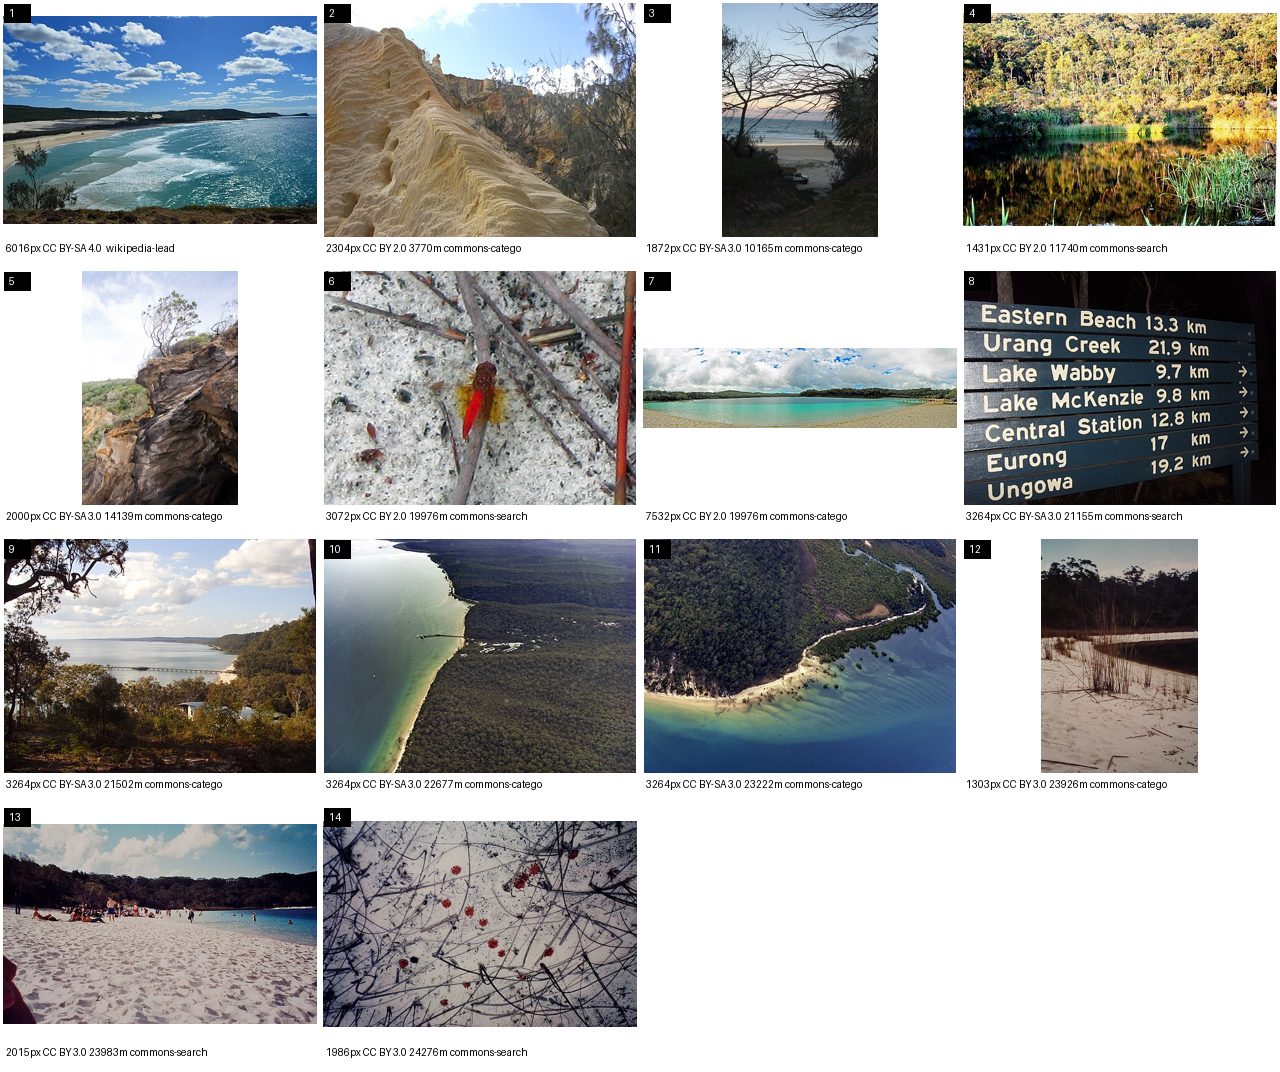 1
2
3
4
6016px CC BY-SA 4.0 wikipedia-lead
2304px CC BY 2.0 3770m commons-catego
1872px CC BY-SA 3.0 10165m commons-catego
1431px CC BY 2.0 11740m commons-search
5
6
7
8
Eastern Beach 13.3 km
Urang Creek 21.9 km
Lake Wabby 9.7 km →
Lake McKenzie 9.8 km →
Central Station 12.8 km →
Eurong 17 km →
Ungowa 19.2 km →
2000px CC BY-SA 3.0 14139m commons-catego
3072px CC BY 2.0 19976m commons-search
7532px CC BY 2.0 19976m commons-catego
3264px CC BY-SA 3.0 21155m commons-search
9
10
11
12
3264px CC BY-SA 3.0 21502m commons-catego
3264px CC BY-SA 3.0 22677m commons-catego
3264px CC BY-SA 3.0 23222m commons-catego
1303px CC BY 3.0 23926m commons-catego
13
14
2015px CC BY 3.0 23983m commons-search
1986px CC BY 3.0 24276m commons-search